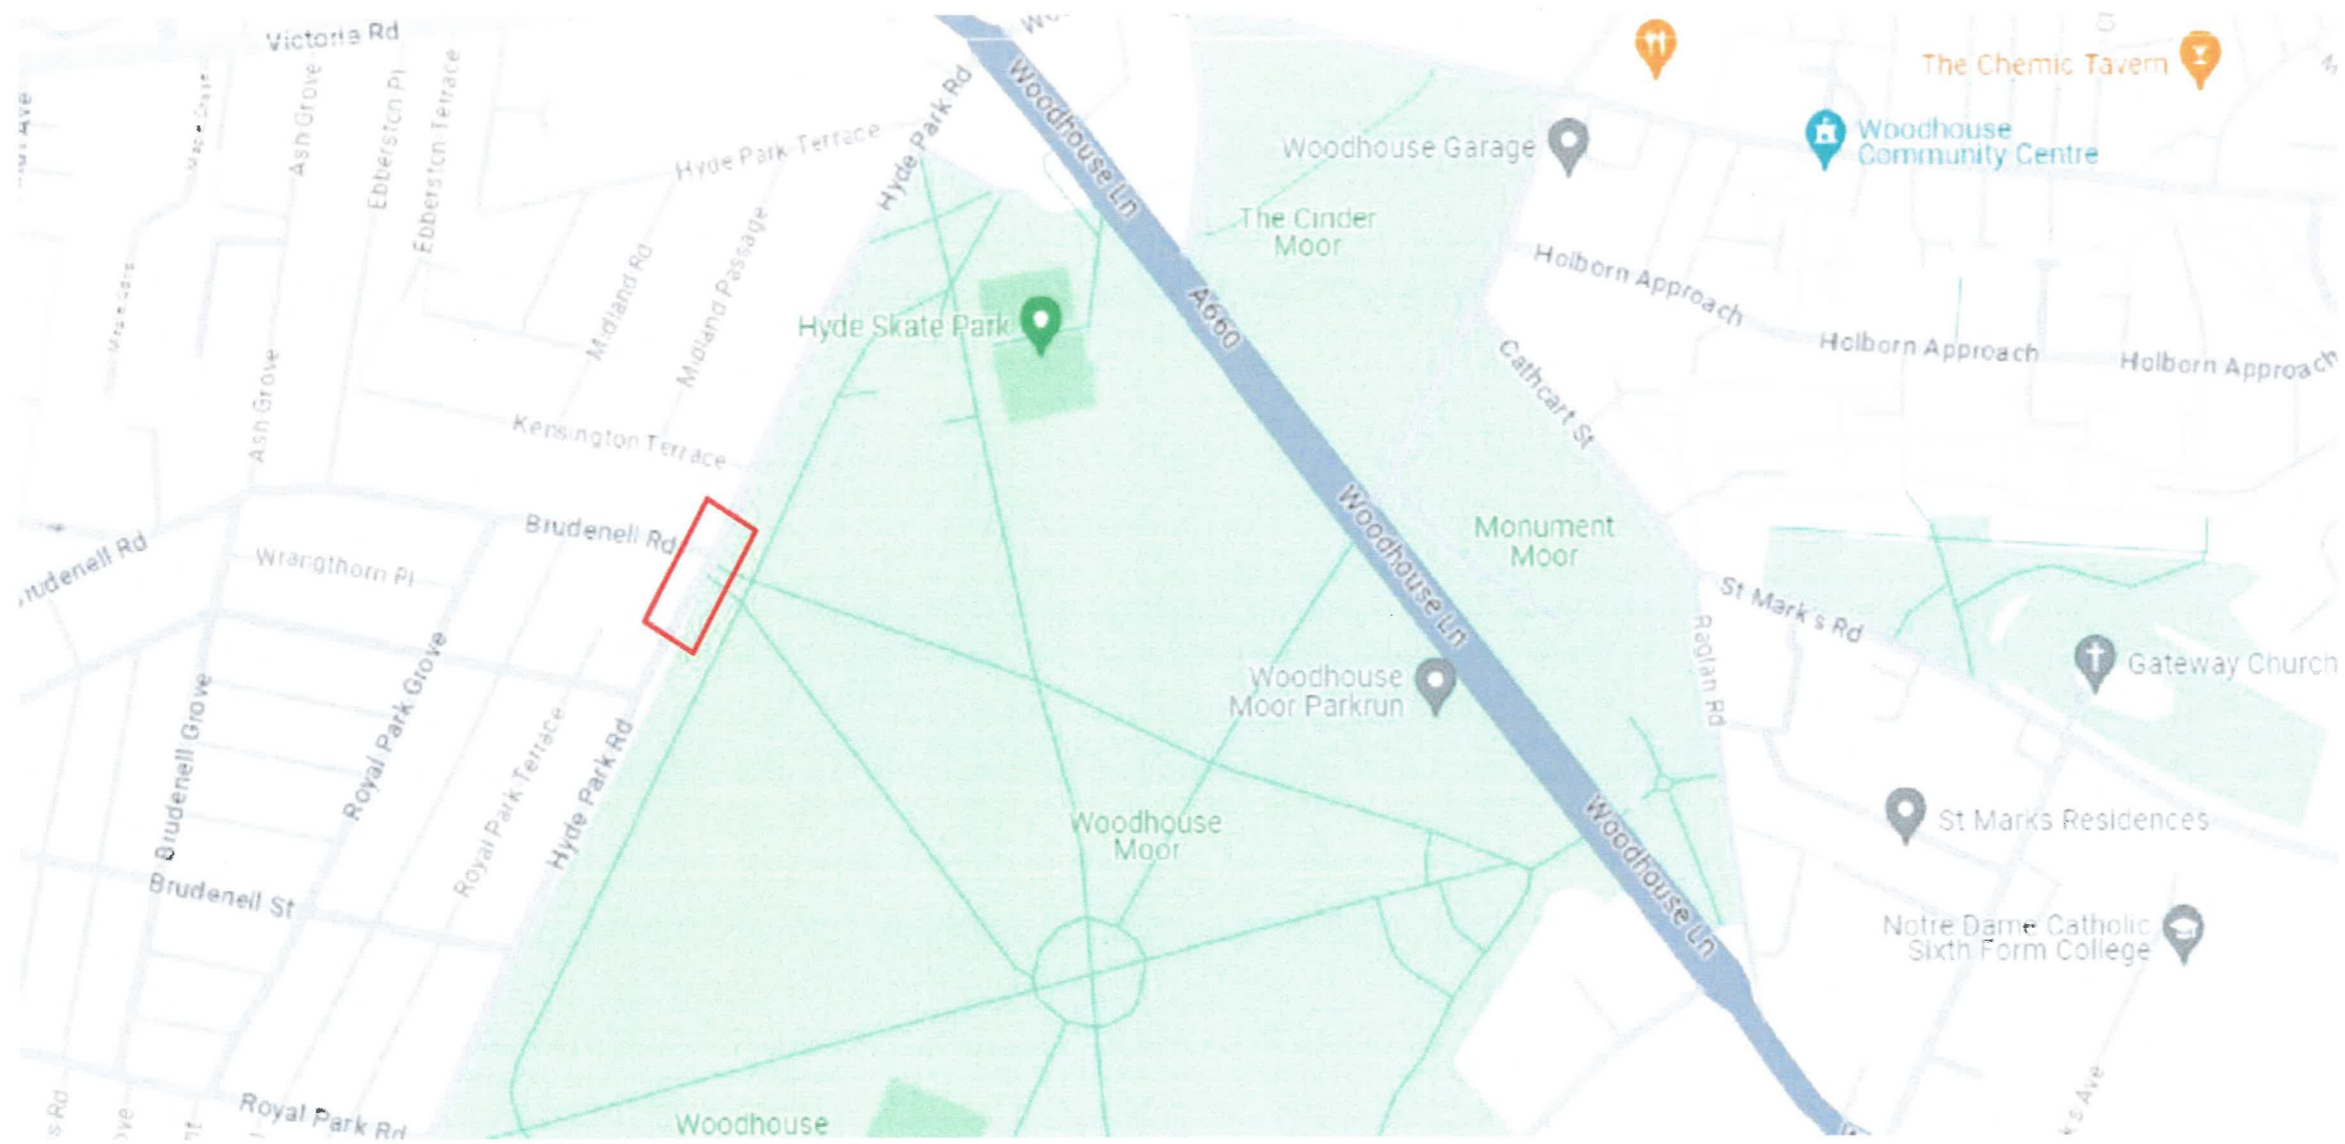 Victoria Rd
Ash Grove
Ebberston Pl
Ebberston Terrace
Hyde Park Terrace
Hyde Park Rd
Woodhouse Ln
The Chemic Tavern
Woodhouse Garage
Woodhouse
Community Centre
The Cinder
Moor
Midland Rd
Midland Passage
Hyde Skate Park
A660
Holborn Approach
Holborn Approach
Holborn Approach
Cathcart St
Ash Grove
Kensington Terrace
Brudenell Rd
Woodhouse Ln
Monument
Moor
Wrangthorn Pl
St Mark's Rd
Raglan Rd
Gateway Church
Woodhouse
Moor Parkrun
Brudenell Grove
Royal Park Grove
Royal Park Terrace
Hyde Park Rd
Woodhouse
Moor
Woodhouse Ln
St Marks Residences
Brudenell St
Notre Dame Catholic
Sixth Form College
Royal Park Rd
Woodhouse